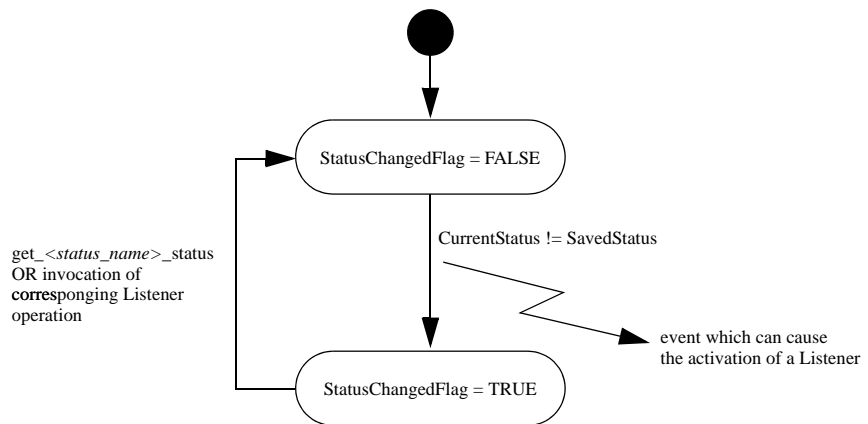 StatusChangedFlag = FALSE
CurrentStatus != SavedStatus
get_<status_name>_status
OR invocation of
corresponging Listener
operation
event which can cause
the activation of a Listener
StatusChangedFlag = TRUE